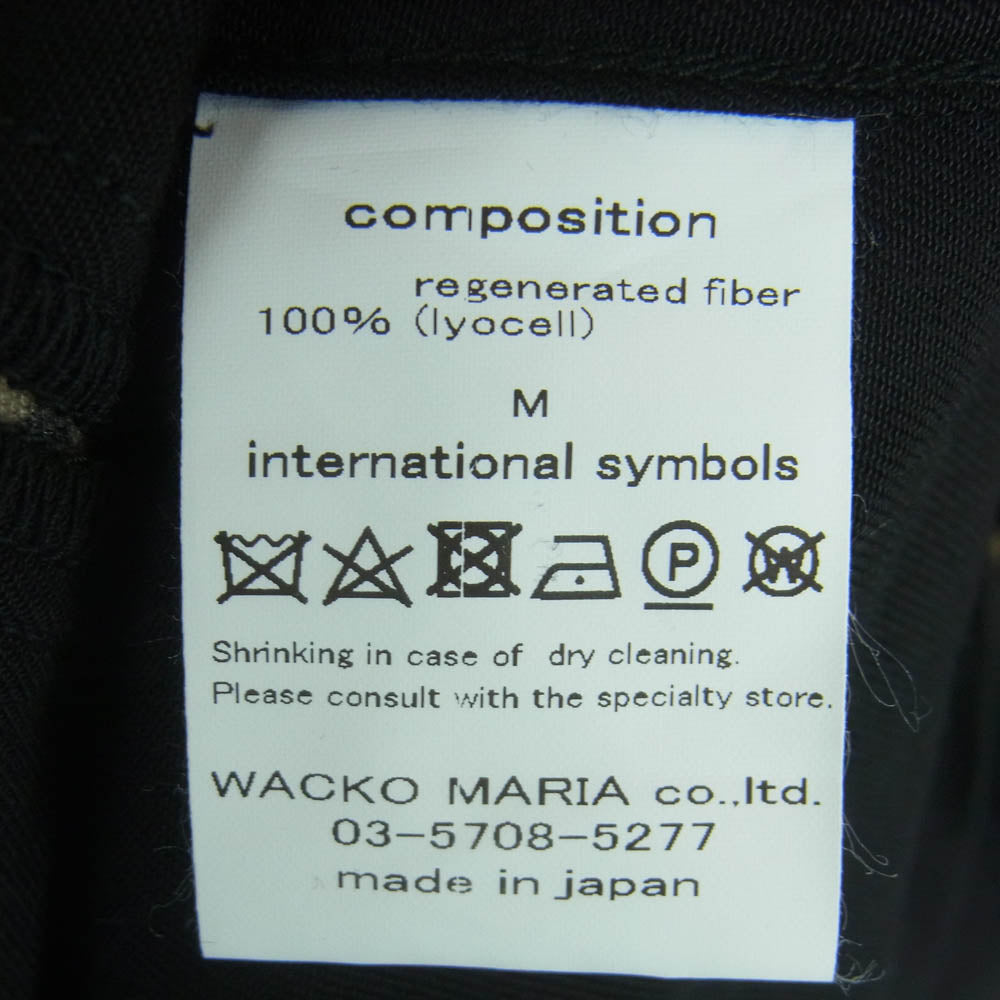 composition
regenerated fiber
100% (lyocell)
M
international symbols
P W
Shrinking in case of dry cleaning.
Please consult with the specialty store.
WACKO MARIA co.,ltd.
03-5708-5277
made in japan